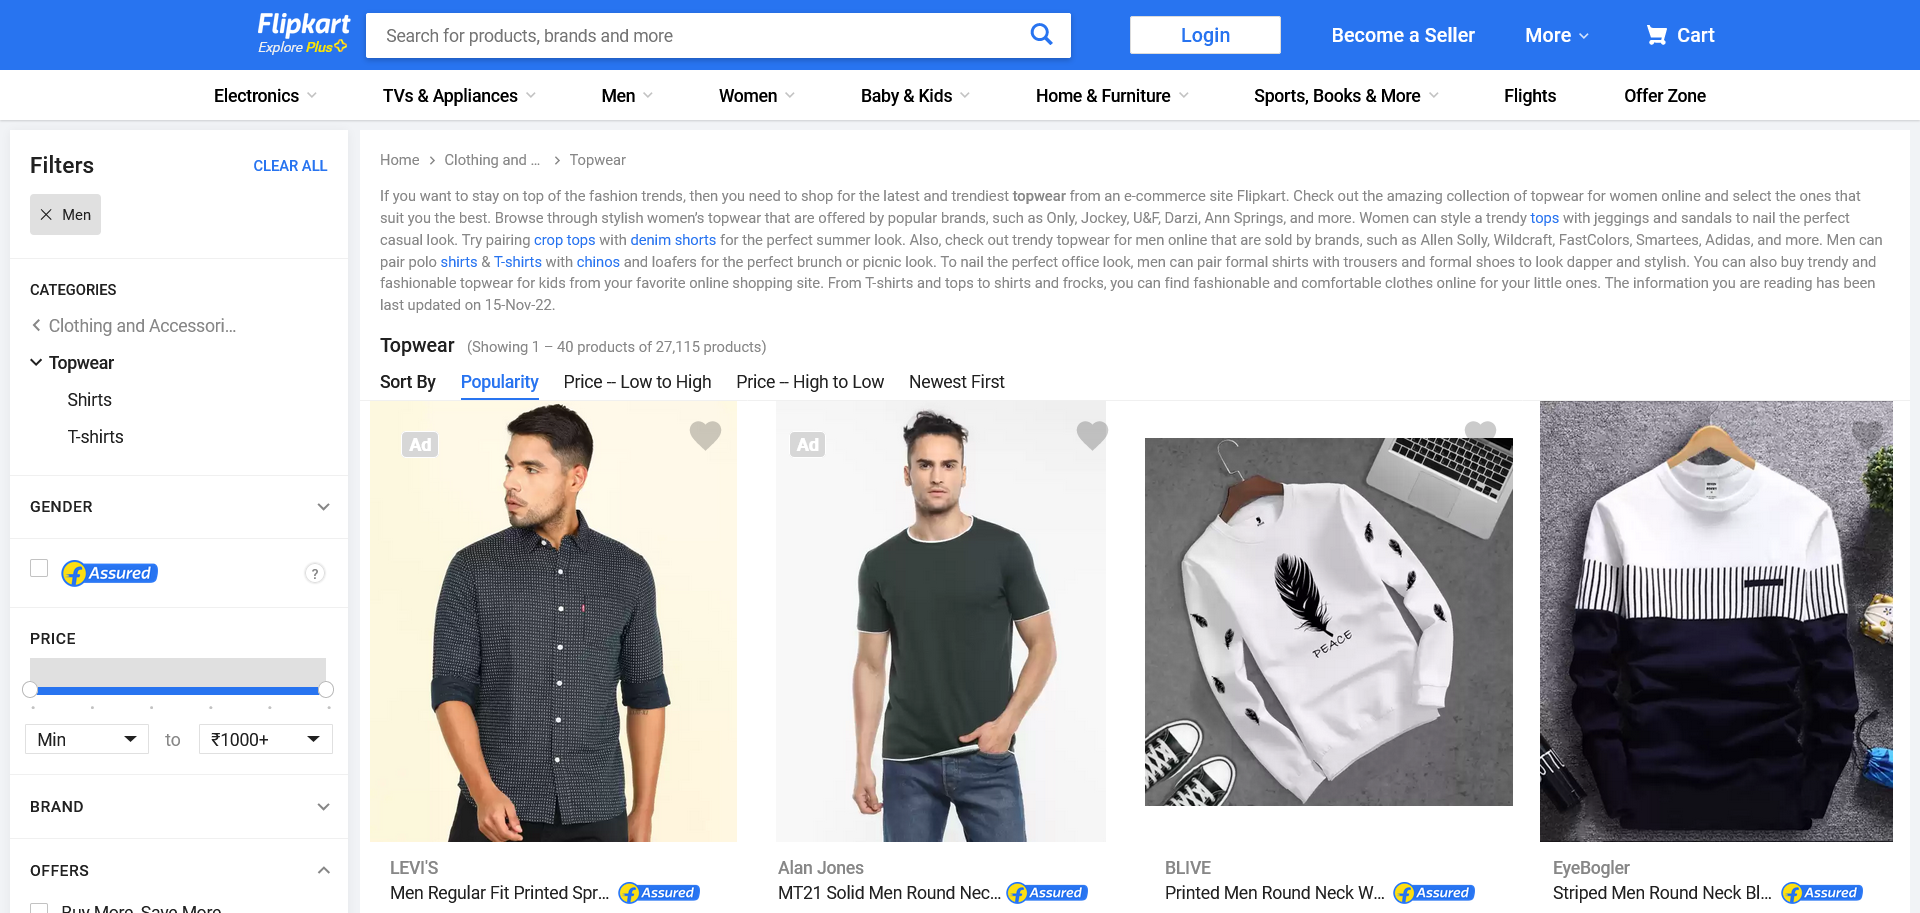 Flipkart
Explore Plus
Search for products, brands and more
Login
Become a Seller
More
Cart
Electronics
TVs & Appliances
Men
Women
Baby & Kids
Home & Furniture
Sports, Books & More
Flights
Offer Zone
Filters
CLEAR ALL
Men
CATEGORIES
Clothing and Accessori...
Topwear
Shirts
T-shirts
GENDER
Assured
?
PRICE
Min
to
₹1000+
BRAND
OFFERS
Buy More, Save More
Home
Clothing and ...
Topwear
If you want to stay on top of the fashion trends, then you need to shop for the latest and trendiest topwear from an e-commerce site Flipkart. Check out the amazing collection of topwear for women online and select the ones that
suit you the best. Browse through stylish women's topwear that are offered by popular brands, such as Only, Jockey, U&F, Darzi, Ann Springs, and more. Women can style a trendy tops with jeggings and sandals to nail the perfect
casual look. Try pairing crop tops with denim shorts for the perfect summer look. Also, check out trendy topwear for men online that are sold by brands, such as Allen Solly, Wildcraft, FastColors, Smartees, Adidas, and more. Men can
pair polo shirts & T-shirts with chinos and loafers for the perfect brunch or picnic look. To nail the perfect office look, men can pair formal shirts with trousers and formal shoes to look dapper and stylish. You can also buy trendy and
fashionable topwear for kids from your favorite online shopping site. From T-shirts and tops to shirts and frocks, you can find fashionable and comfortable clothes online for your little ones. The information you are reading has been
last updated on 15-Nov-22.
Topwear (Showing 1 – 40 products of 27,115 products)
Sort By
Popularity
Price -- Low to High
Price -- High to Low
Newest First
Ad
Ad
PEACE
LEVI'S
Men Regular Fit Printed Spr...
Assured
Alan Jones
MT21 Solid Men Round Nec...
Assured
BLIVE
Printed Men Round Neck W...
Assured
EyeBogler
Striped Men Round Neck Bl...
Assured